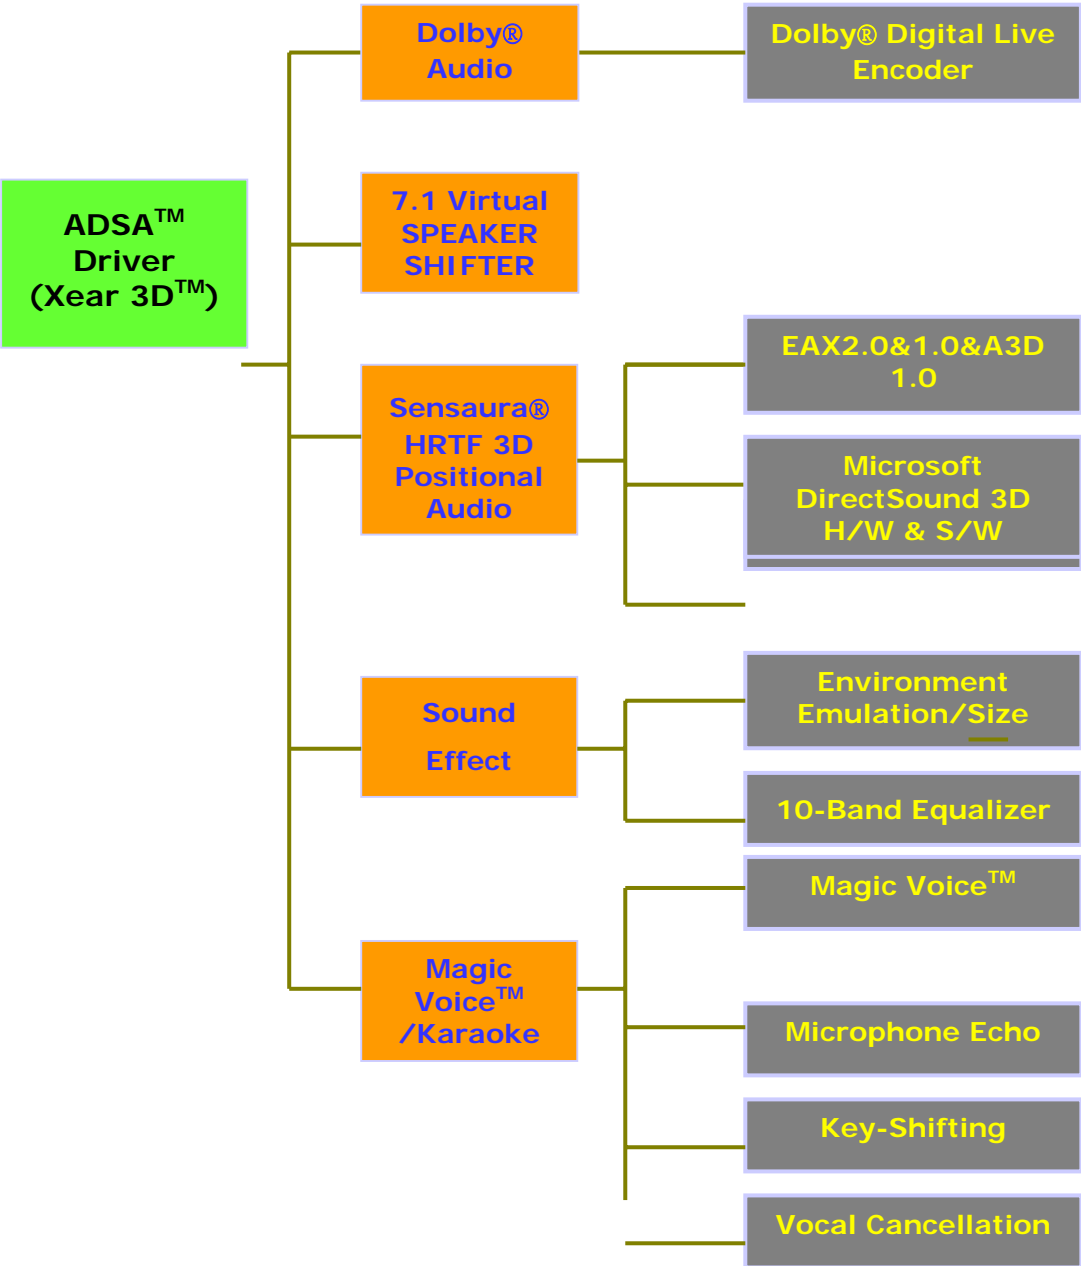 Dolby®
Audio
Dolby® Digital Live
Encoder
ADSA™
Driver
(Xear 3D™)
7.1 Virtual
SPEAKER
SHIFTER
Sensaura®
HRTF 3D
Positional
Audio
EAX2.0&1.0&A3D
1.0
Microsoft
DirectSound 3D
H/W & S/W
Sound
Effect
Environment
Emulation/Size
10-Band Equalizer
Magic
Voice™
/Karaoke
Magic Voice™
Microphone Echo
Key-Shifting
Vocal Cancellation